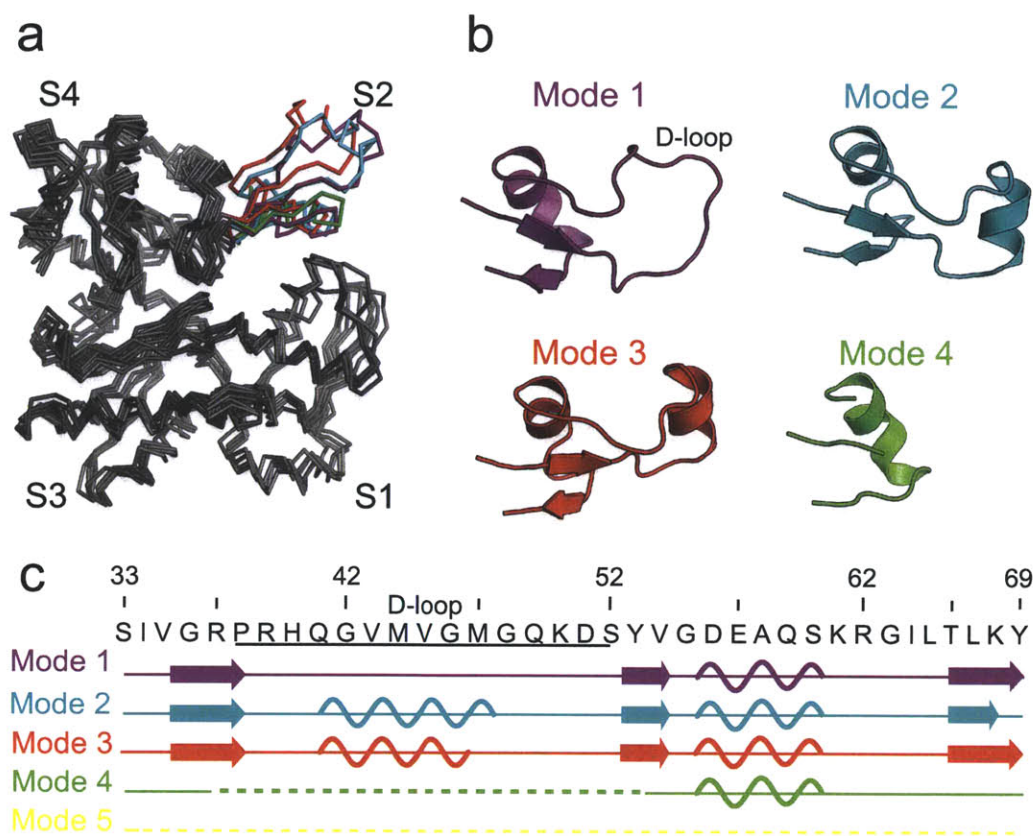 a
b
S4
S2
S3
S1
Mode 1
D-loop
Mode 2
Mode 3
Mode 4
c
33 42 52 62 69
D-loop
SIVGRPRHQGVMVGMGQKDSYVGDEAQSKRGILTLKY
Mode 1
Mode 2
Mode 3
Mode 4
Mode 5